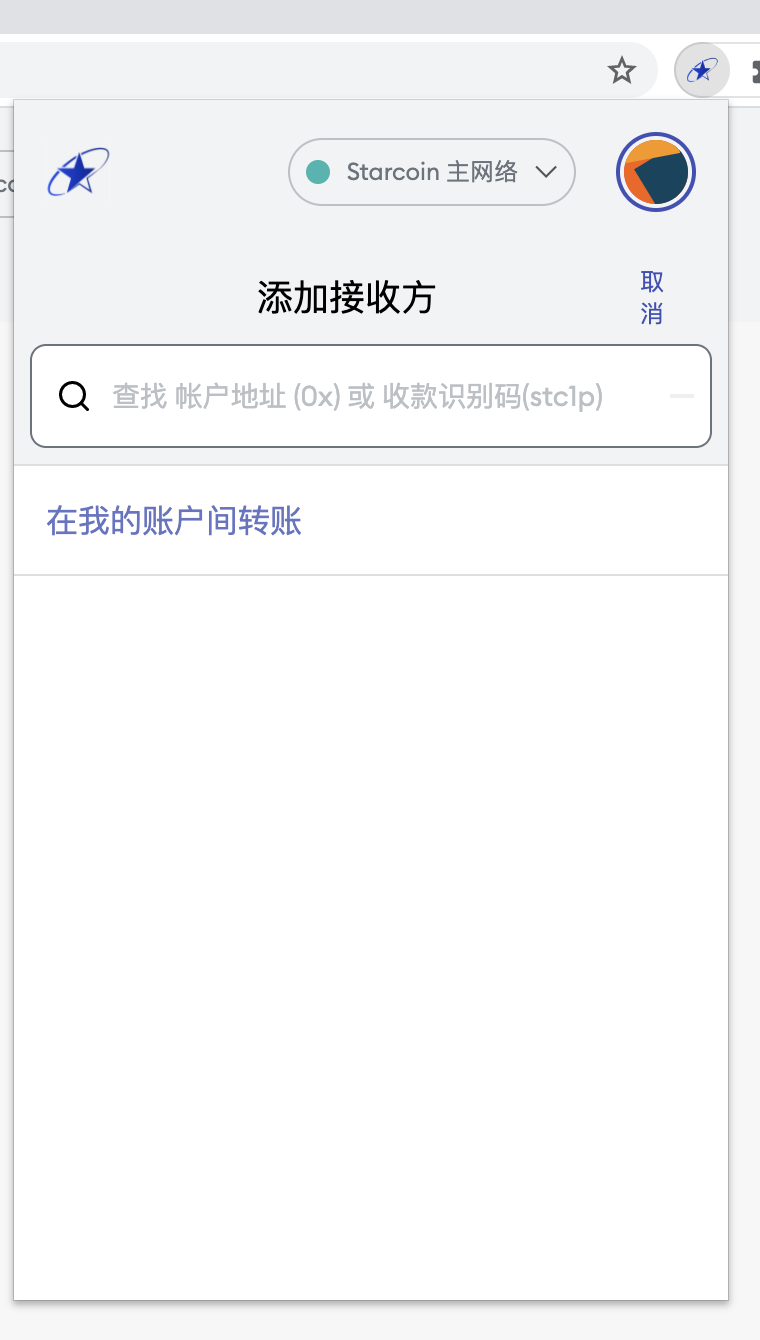 Starcoin 主网络
添加接收方
取
消
查找 帐户地址 (0x) 或 收款识别码(stc1p)
在我的账户间转账